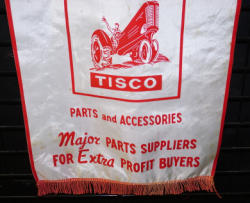 TISCO
PARTS and ACCESSORIES
Major PARTS SUPPLIERS
FOR Extra PROFIT BUYERS